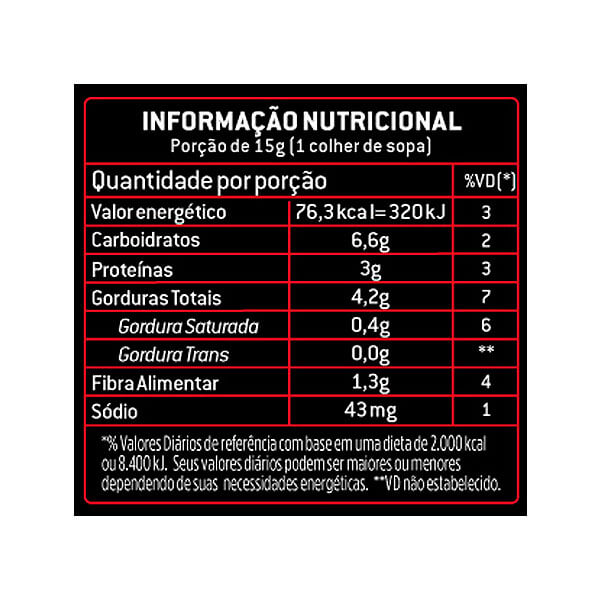 INFORMAÇÃO NUTRICIONAL
Porção de 15g (1 colher de sopa)
Quantidade por porção %VD(*)
Valor energético 76,3 kcal= 320 kJ 3
Carboidratos 6,6g 2
Proteínas 3g 3
Gorduras Totais 4,2g 7
Gordura Saturada 0,4g 6
Gordura Trans 0,0g **
Fibra Alimentar 1,3g 4
Sódio 43 mg 1
*% Valores Diários de referência com base em uma dieta de 2.000 kcal
ou 8.400 kJ. Seus valores diários podem ser maiores ou menores
dependendo de suas necessidades energéticas. **VD não estabelecido.